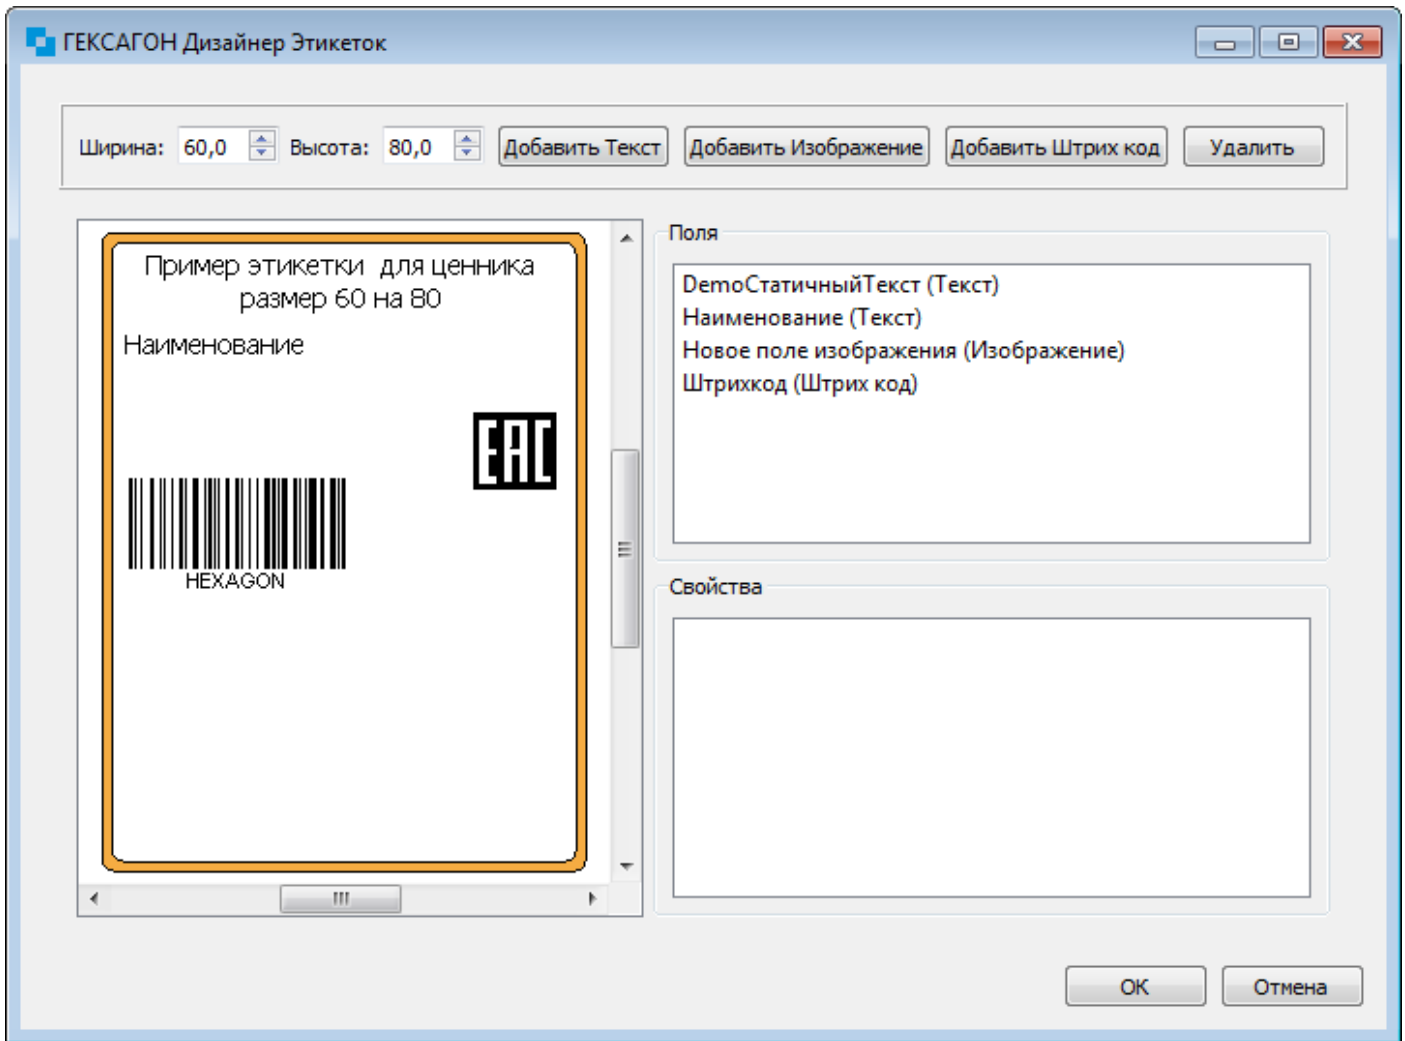 ГЕКСАГОН Дизайнер Этикеток
Ширина: 60,0 Высота: 80,0 Добавить Текст Добавить Изображение Добавить Штрих код Удалить
Пример этикетки для ценника
размер 60 на 80
Наименование
EAC
HEXAGON
Поля
DemoСтатичныйТекст (Текст)
Наименование (Текст)
Новое поле изображения (Изображение)
Штрихкод (Штрих код)
Свойства
OK Отмена